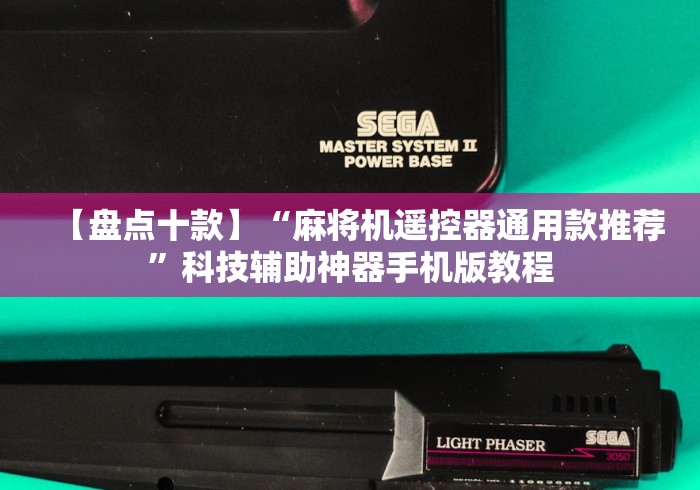 SEGA
MASTER SYSTEM II
POWER BASE
【盘点十款】“麻将机遥控器通用款推荐
”科技辅助神器手机版教程
LIGHT PHASER
SEGA
3050